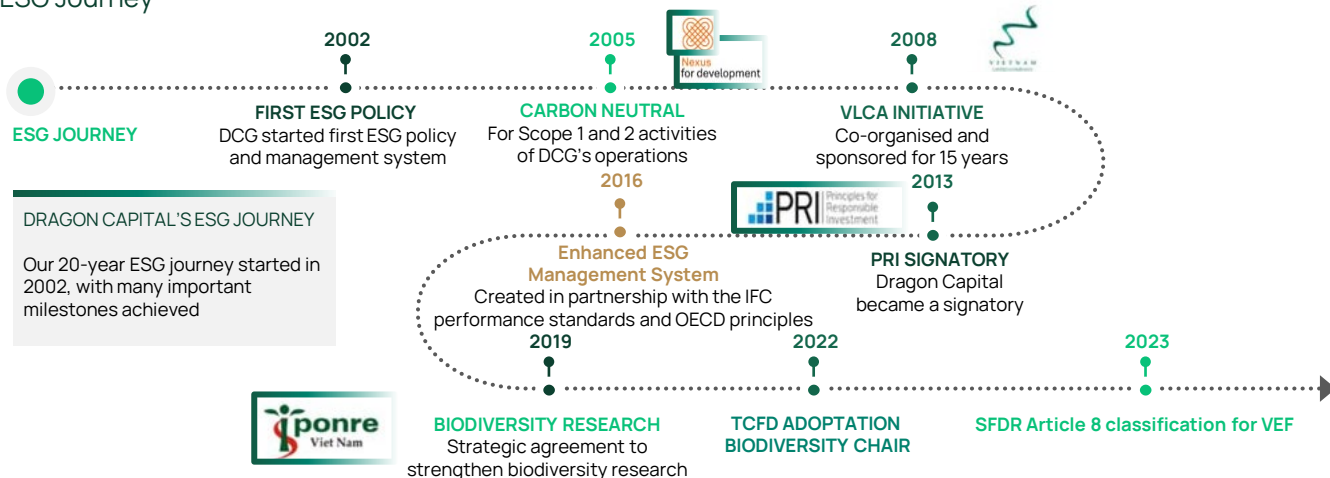 ESG Journey
2002
2005
2008
Nexus
for development
VIETNAM
ESG JOURNEY
FIRST ESG POLICY
DCG started first ESG policy
and management system
CARBON NEUTRAL
For Scope 1 and 2 activities
of DCG's operations
VLCA INITIATIVE
Co-organised and
sponsored for 15 years
DRAGON CAPITAL'S ESG JOURNEY
Our 20-year ESG journey started in
2002, with many important
milestones achieved
2016
PRI
Principles for
Responsible
Investment
2013
Enhanced ESG
Management System
Created in partnership with the IFC
performance standards and OECD principles
PRI SIGNATORY
Dragon Capital
became a signatory
2019
2022
2023
iponre
Viet Nam
BIODIVERSITY RESEARCH
Strategic agreement to
strengthen biodiversity research
TCFD ADOPTATION
BIODIVERSITY CHAIR
SFDR Article 8 classification for VEF